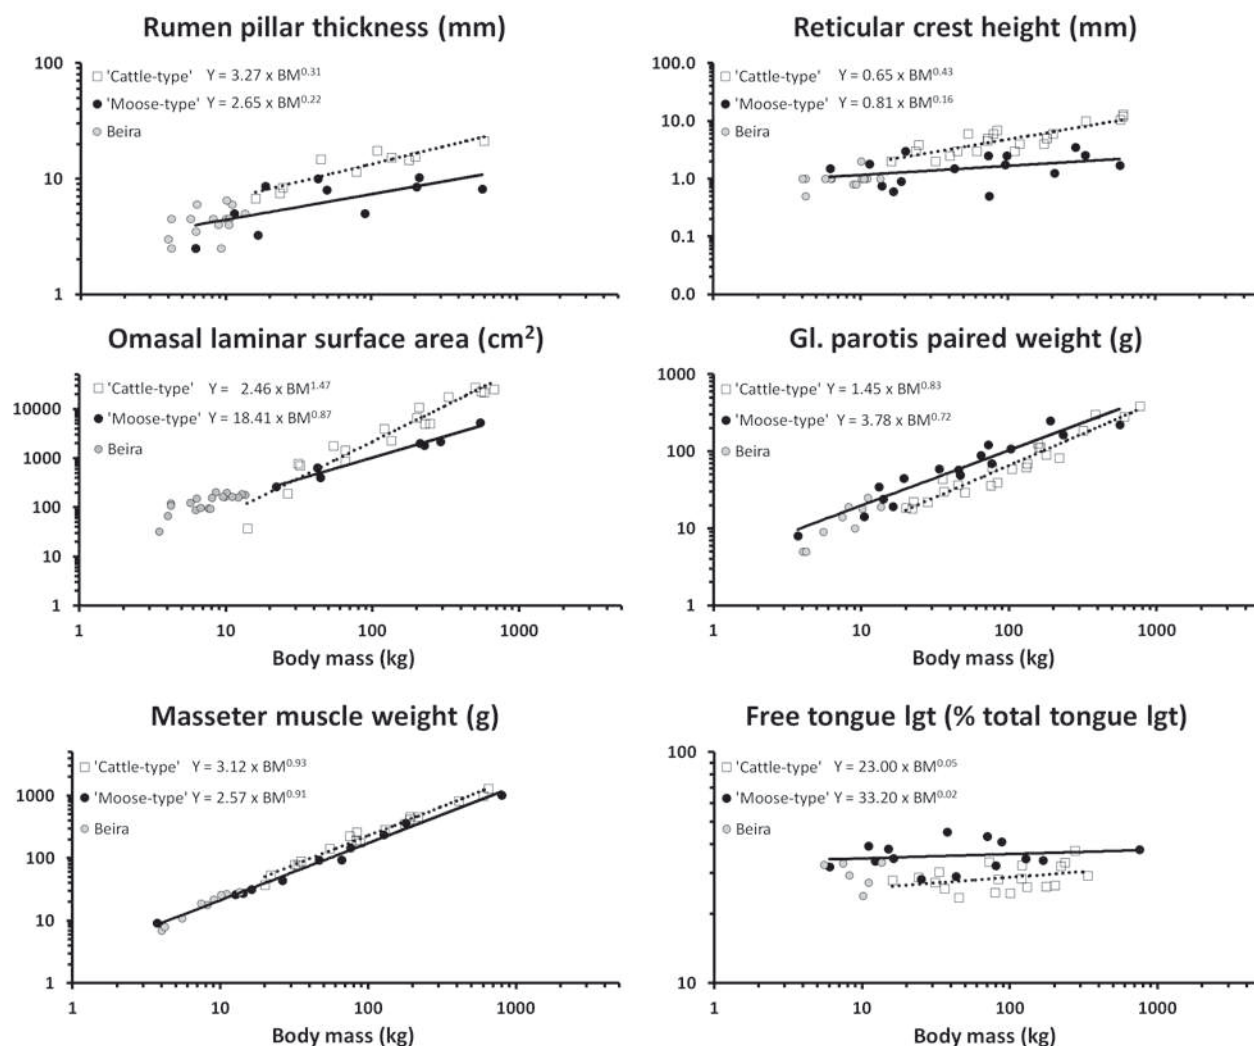 Rumen pillar thickness (mm)
100
10
1
'Cattle-type' Y = 3.27 x BM^0.31
'Moose-type' Y = 2.65 x BM^0.22
Beira
1 10 100 1000
Reticular crest height (mm)
100.0
10.0
1.0
0.1
0.0
'Cattle-type' Y = 0.65 x BM^0.43
'Moose-type' Y = 0.81 x BM^0.16
Beira
1 10 100 1000
Omasal laminar surface area (cm²)
10000
1000
100
10
1
'Cattle-type' Y = 2.46 x BM^1.47
'Moose-type' Y = 18.41 x BM^0.87
Beira
1 10 100 1000
Body mass (kg)
Gl. parotis paired weight (g)
1000
100
10
1
'Cattle-type' Y = 1.45 x BM^0.83
'Moose-type' Y = 3.78 x BM^0.72
Beira
1 10 100 1000
Body mass (kg)
Masseter muscle weight (g)
1000
100
10
1
'Cattle-type' Y = 3.12 x BM^0.93
'Moose-type' Y = 2.57 x BM^0.91
Beira
1 10 100 1000
Body mass (kg)
Free tongue lgt (% total tongue lgt)
100
10
'Cattle-type' Y = 23.00 x BM^0.05
'Moose-type' Y = 33.20 x BM^0.02
Beira
1 10 100 1000
Body mass (kg)